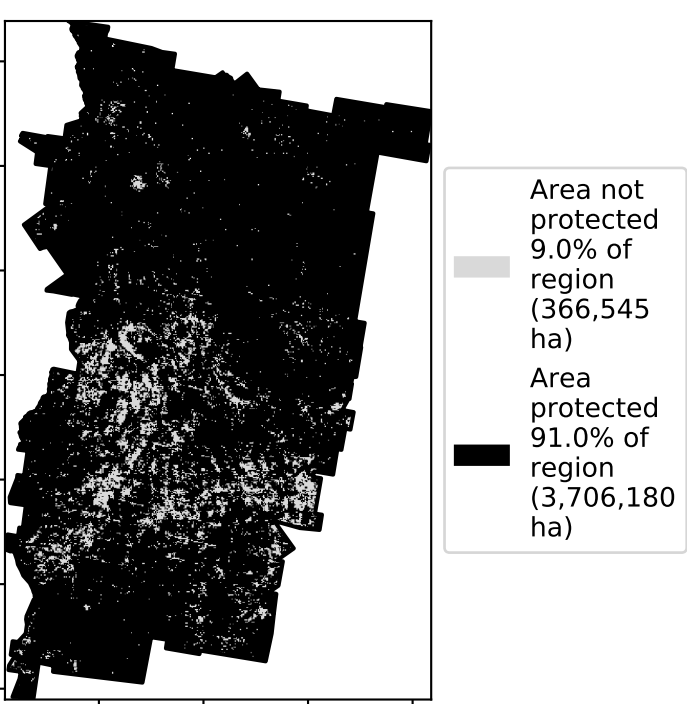 Area not
protected
9.0% of
region
(366,545
ha)
Area
protected
91.0% of
region
(3,706,180
ha)